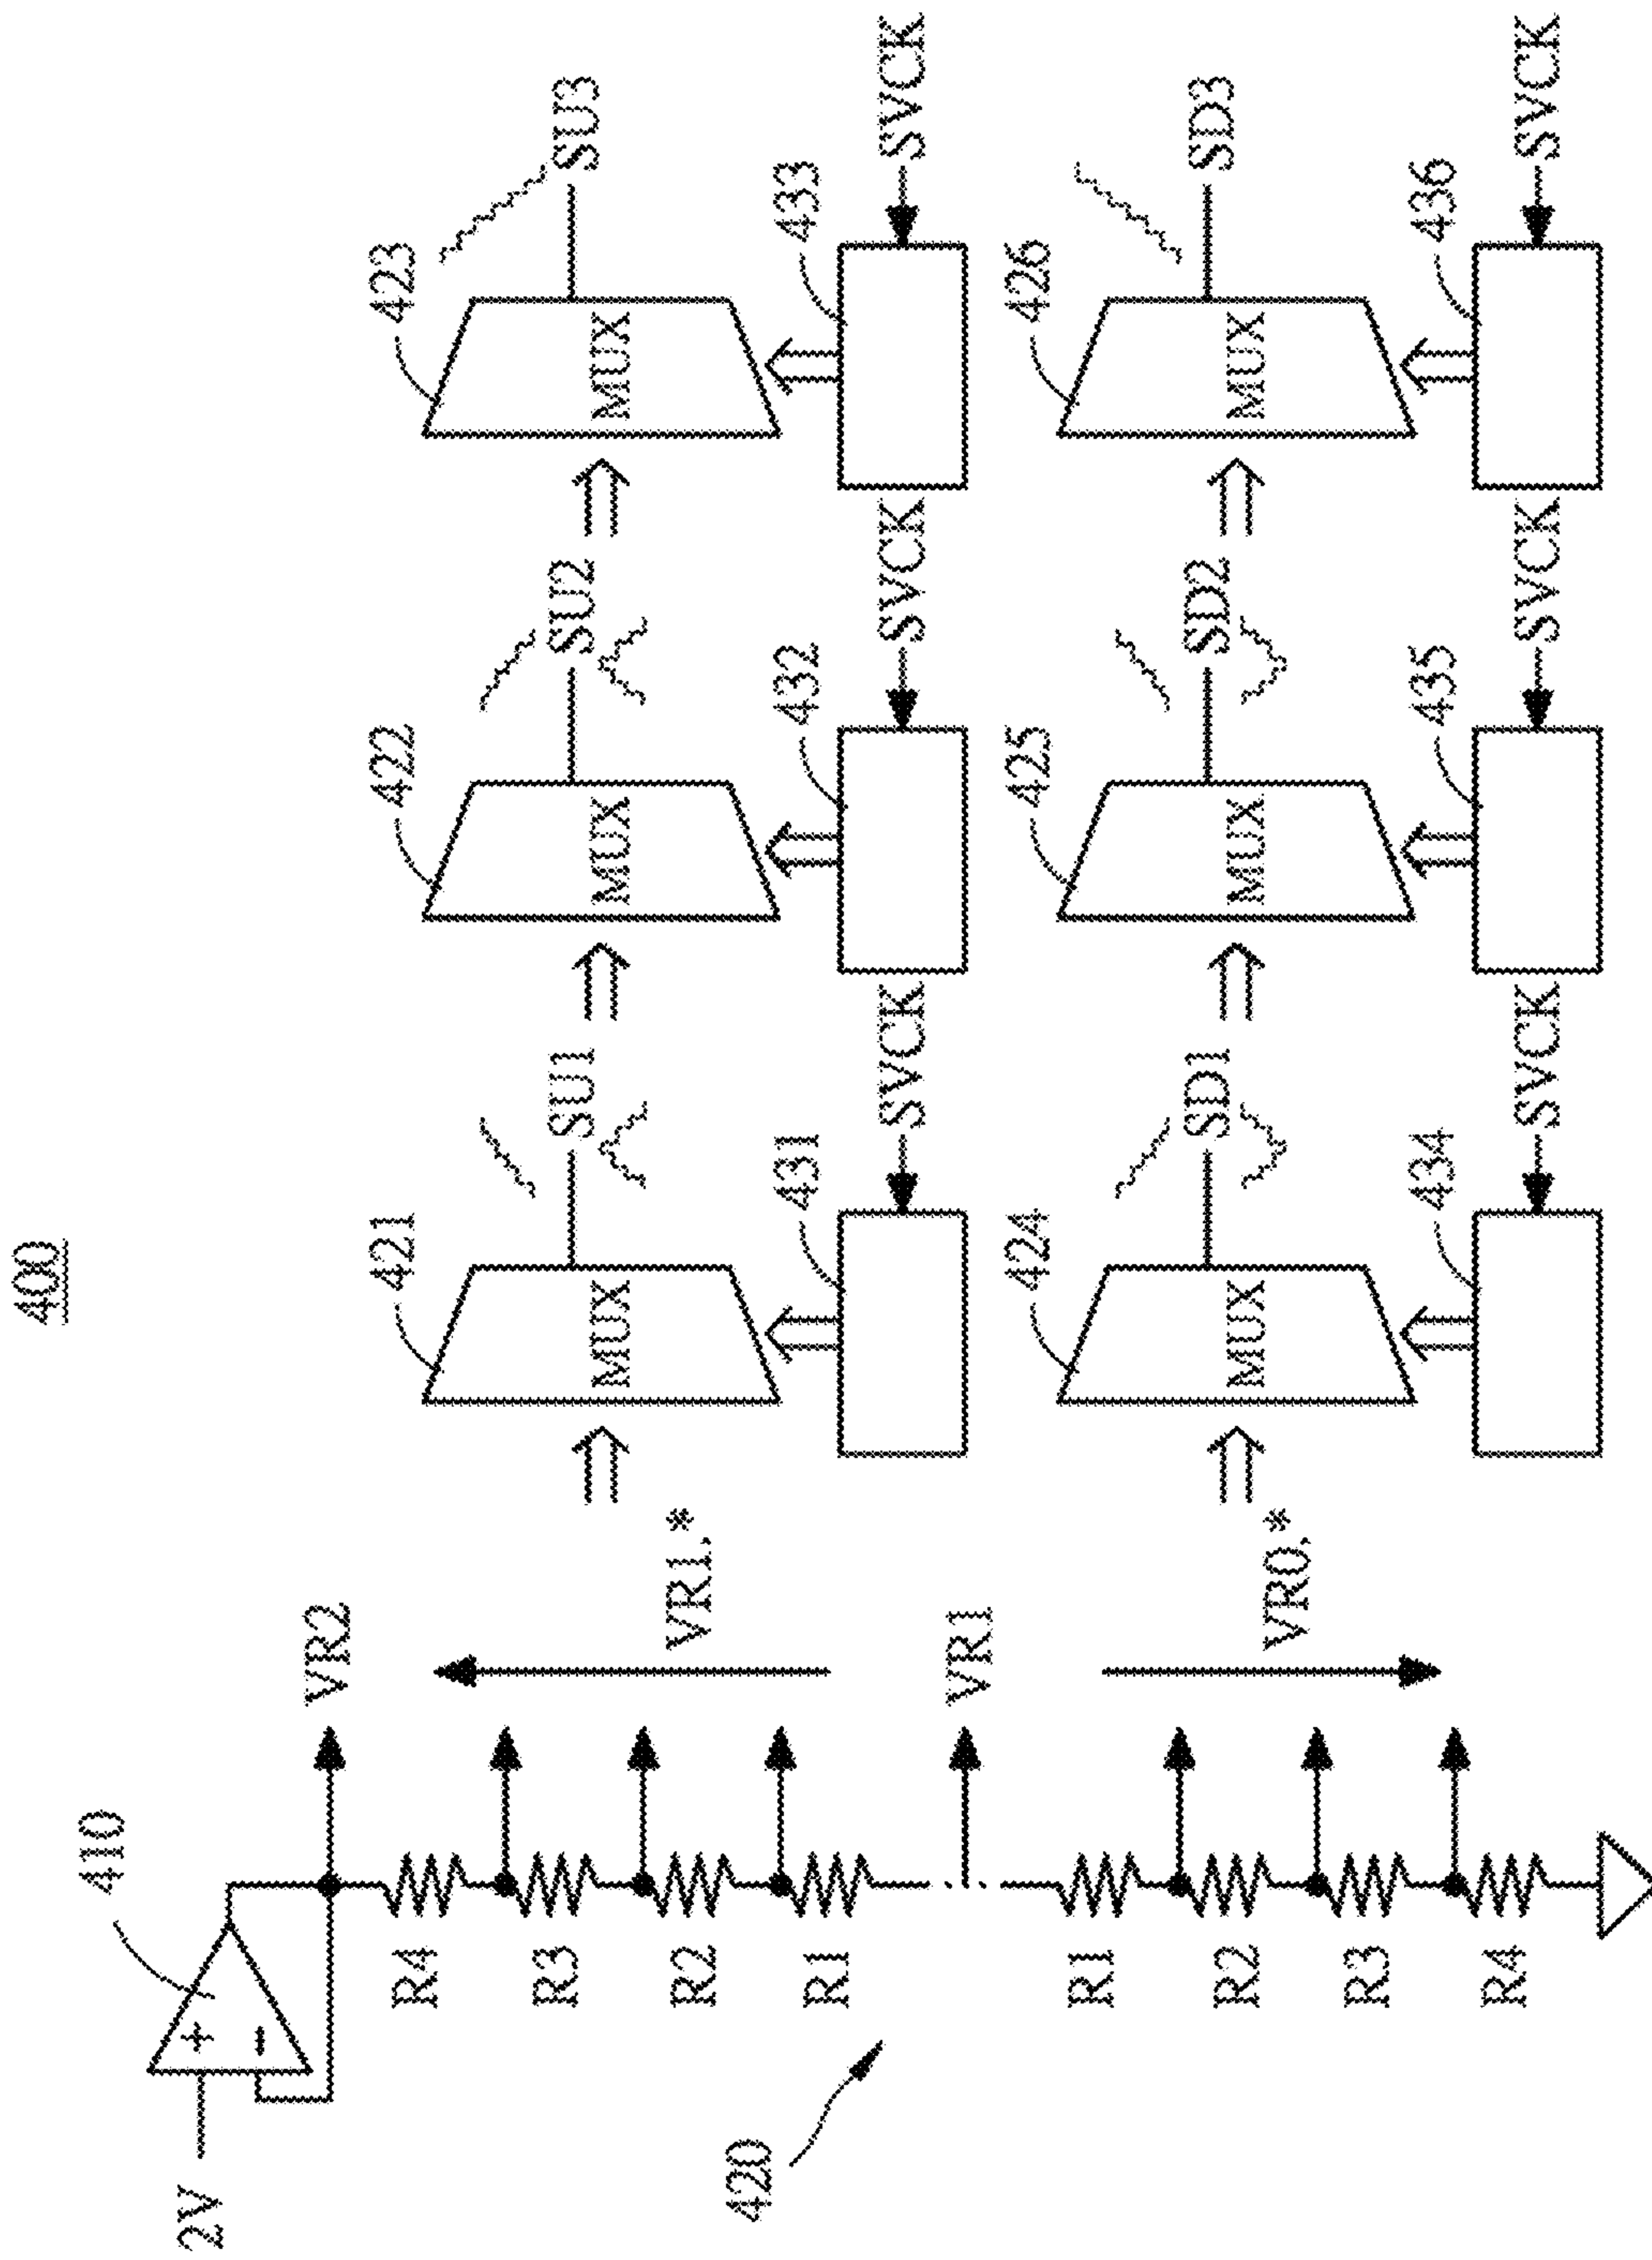 400
2V
+
-
410
420
R4
R3
R2
R1
R1
R2
R3
R4
VR2
VR1.*
VR1
VR0.*
421
MUX
SU1
422
MUX
SU2
423
MUX
SU3
431
SVCK
432
SVCK
433
SVCK
424
MUX
SD1
425
MUX
SD2
426
MUX
SD3
434
SVCK
435
SVCK
436
SVCK